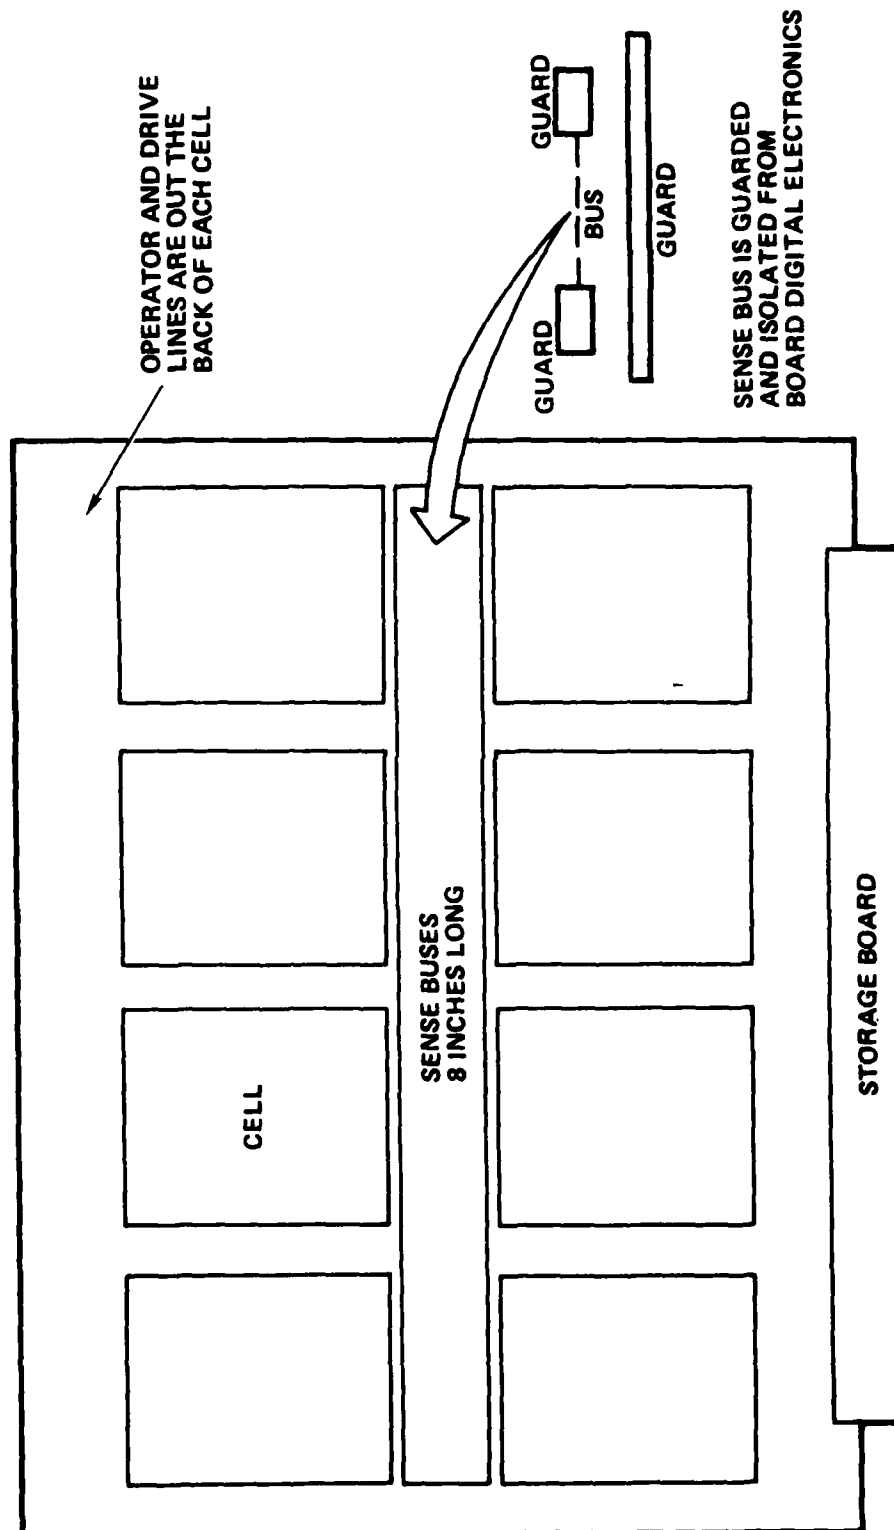 OPERATOR AND DRIVE
LINES ARE OUT THE
BACK OF EACH CELL
CELL
SENSE BUSES
8 INCHES LONG
GUARD
BUS
GUARD
GUARD
SENSE BUS IS GUARDED
AND ISOLATED FROM
BOARD DIGITAL ELECTRONICS
STORAGE BOARD